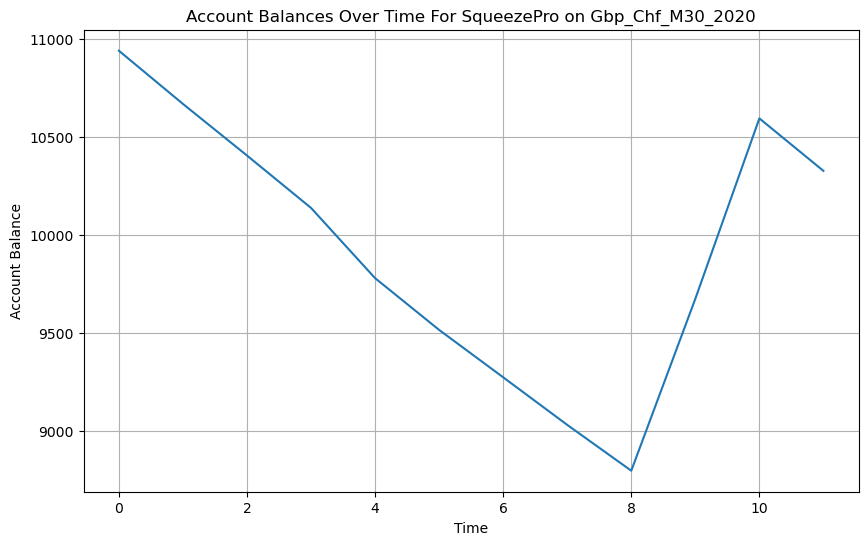 Account Balances Over Time For SqueezePro on Gbp_Chf_M30_2020
11000
10500
10000
9500
9000
Account Balance
0 2 4 6 8 10
Time